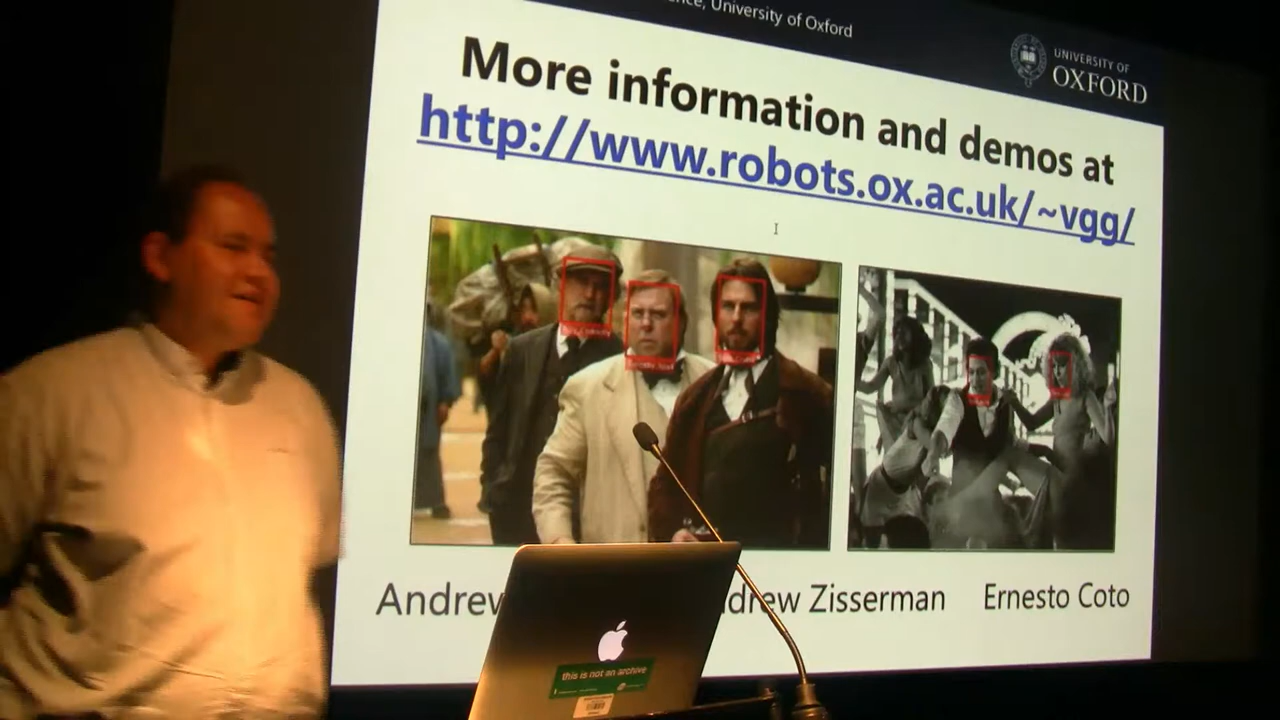 nce, University of Oxford
UNIVERSITY OF
OXFORD
More information and demos at
http://www.robots.ox.ac.uk/~vgg/
Andrew
drew Zisserman
Ernesto Coto
this is not an archive